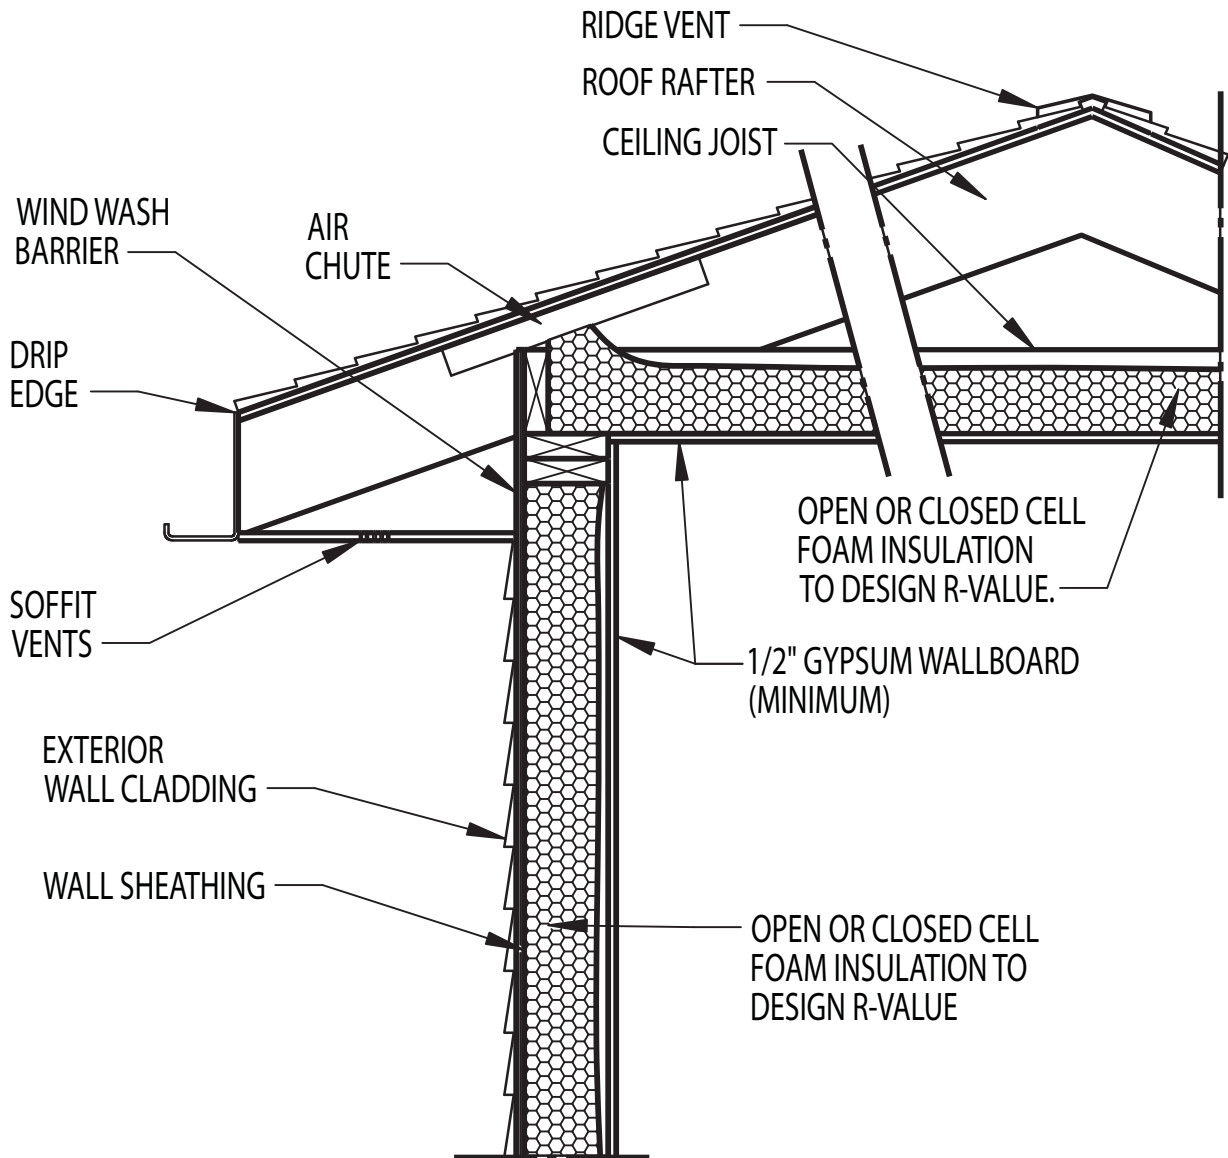 RIDGE VENT
ROOF RAFTER
CEILING JOIST
WIND WASH
BARRIER
AIR
CHUTE
DRIP
EDGE
OPEN OR CLOSED CELL
FOAM INSULATION
TO DESIGN R-VALUE.
SOFFIT
VENTS
1/2" GYPSUM WALLBOARD
(MINIMUM)
EXTERIOR
WALL CLADDING
WALL SHEATHING
OPEN OR CLOSED CELL
FOAM INSULATION TO
DESIGN R-VALUE